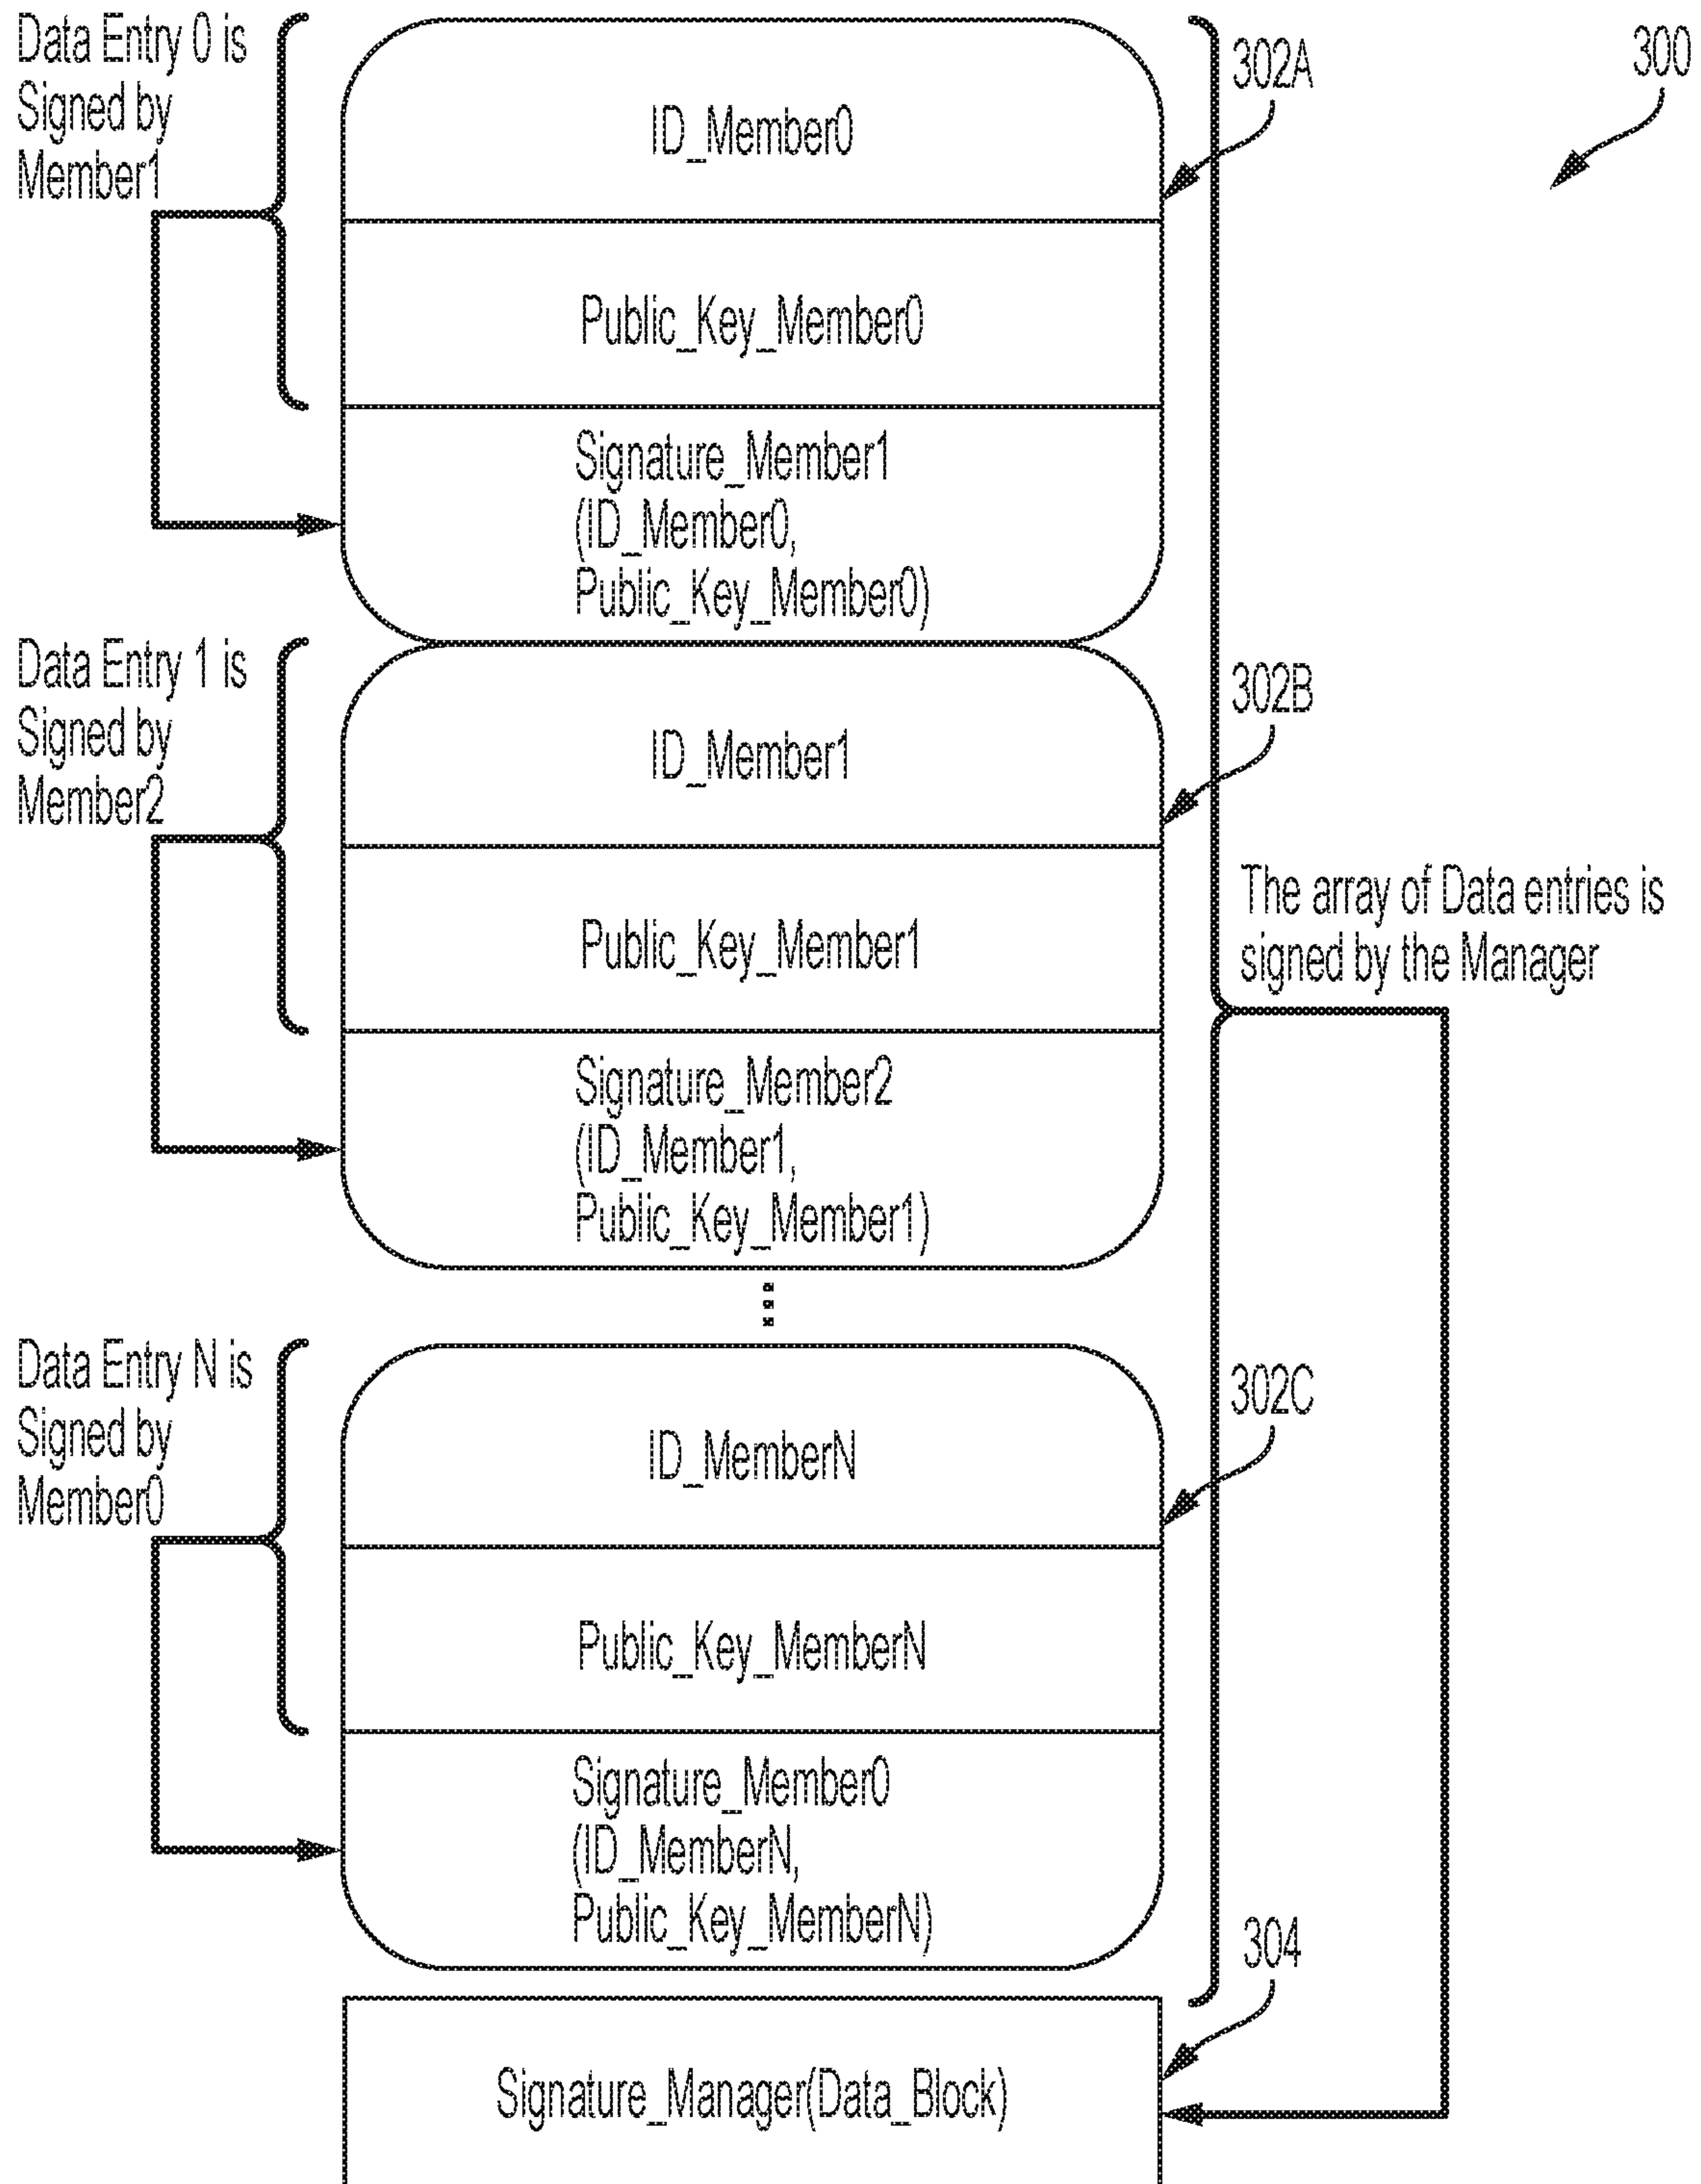 Data Entry 0 is
Signed by
Member1
ID_Member0
302A
300
Public_Key_Member0
Signature_Member1
(ID_Member0,
Public_Key_Member0)
Data Entry 1 is
Signed by
Member2
ID_Member1
302B
Public_Key_Member1
The array of Data entries is
signed by the Manager
Signature_Member2
(ID_Member1,
Public_Key_Member1)
Data Entry N is
Signed by
Member0
ID_MemberN
302C
Public_Key_MemberN
Signature_Member0
(ID_MemberN,
Public_Key_MemberN)
304
Signature_Manager(Data_Block)